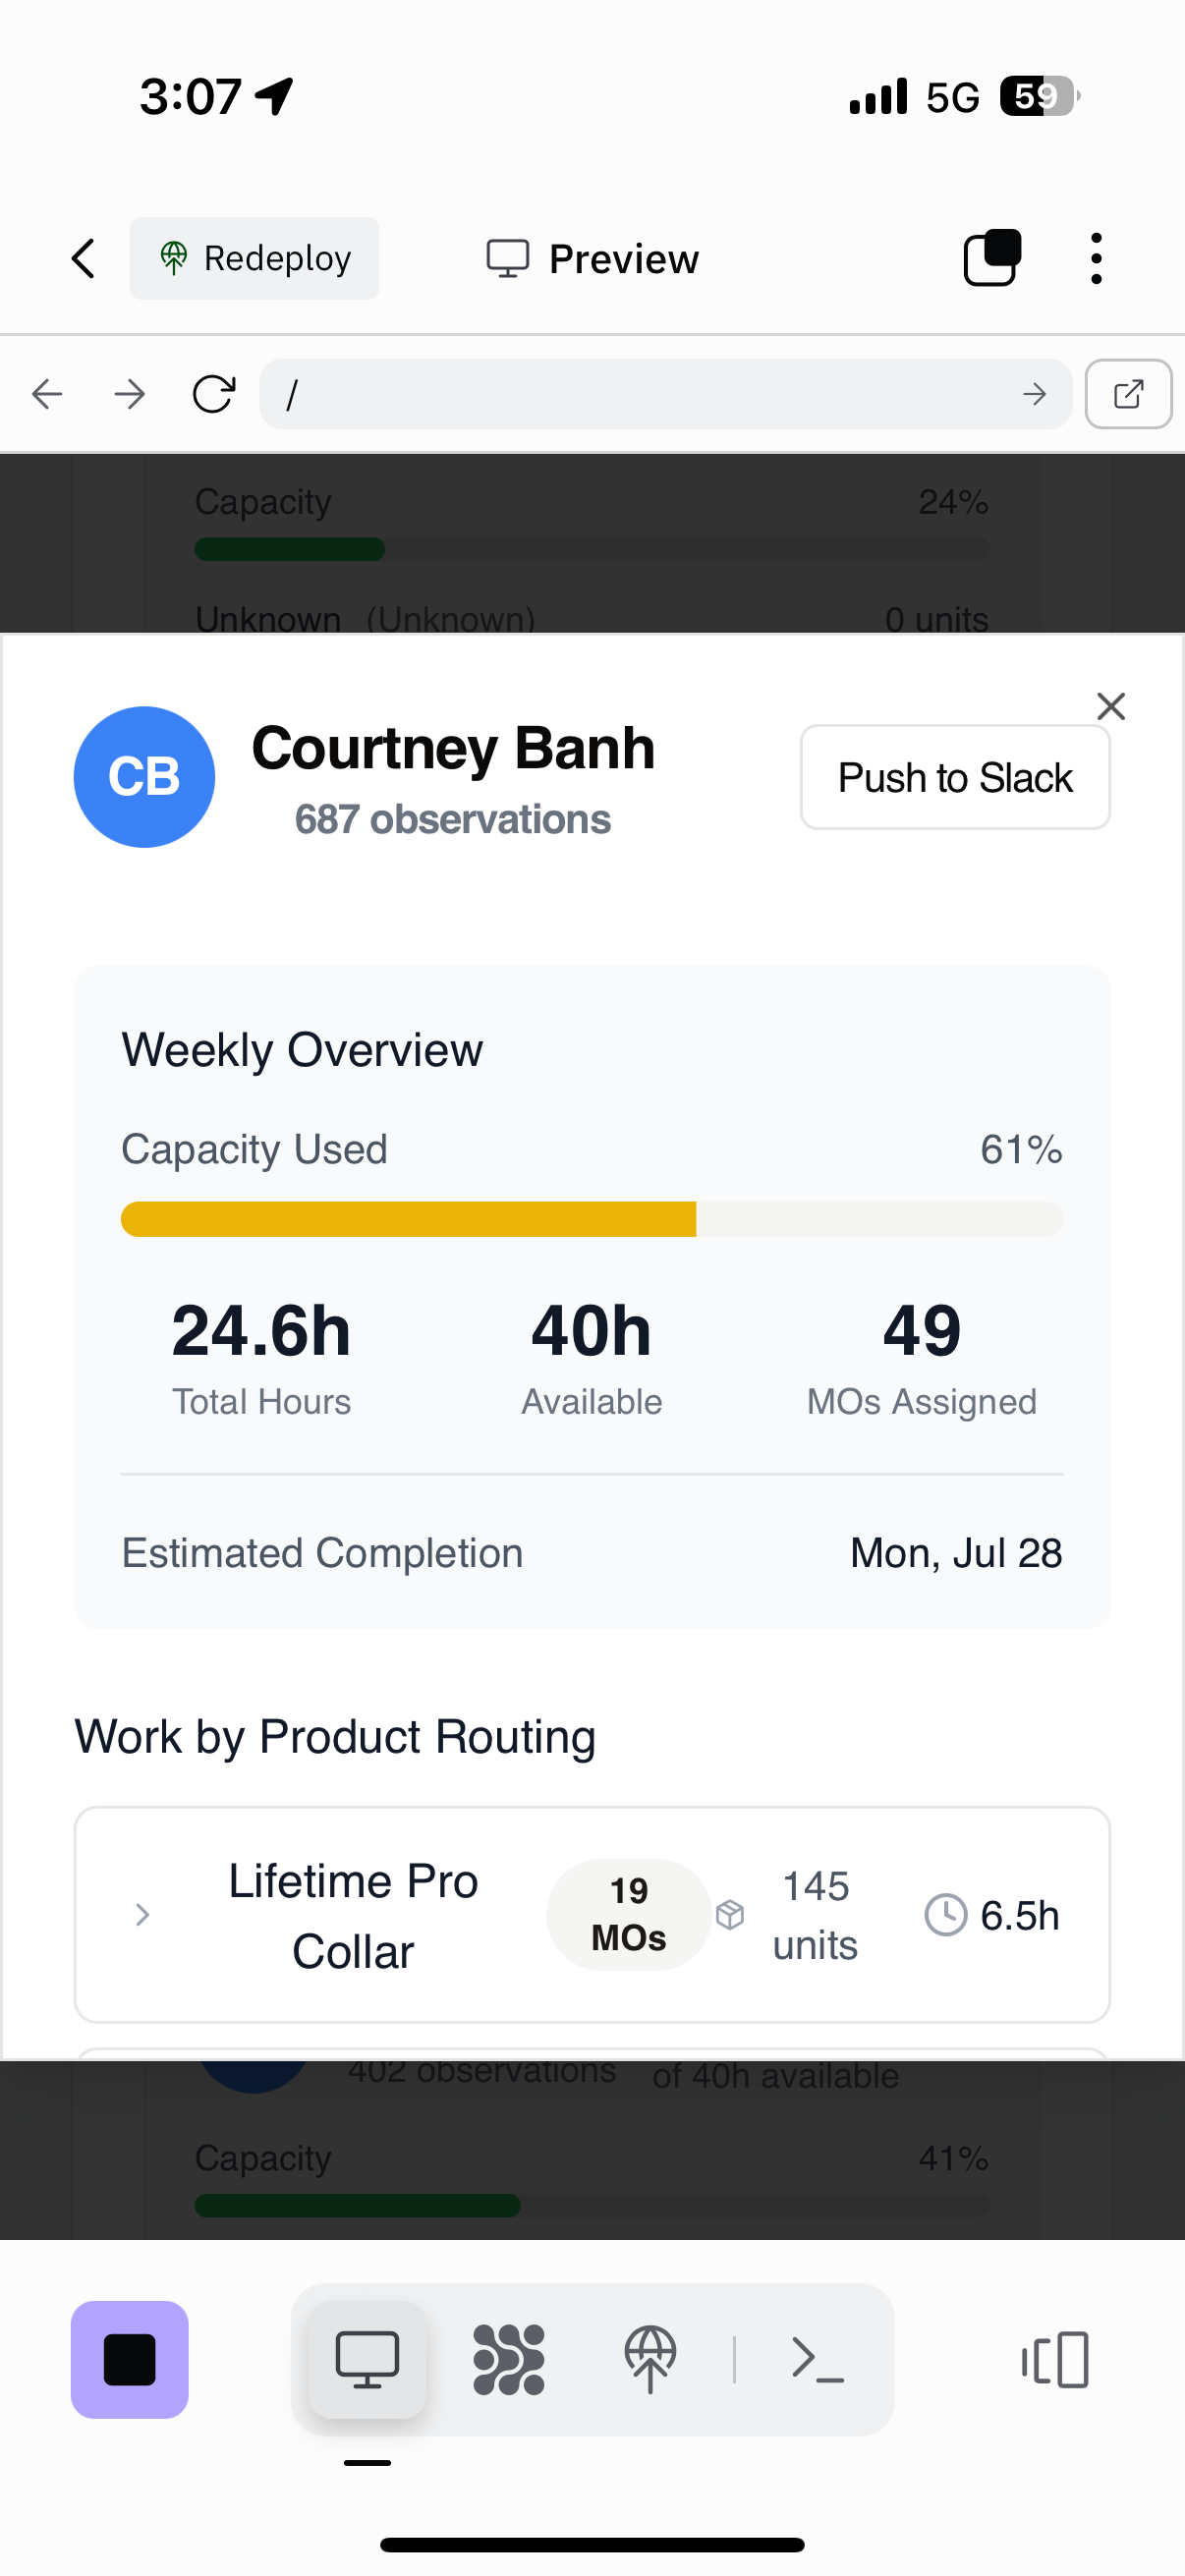 3:07
5G 59
Redeploy
Preview
/
Capacity 24%
Unknown (Unknown) 0 units
CB
Courtney Banh
687 observations
Push to Slack
Weekly Overview
Capacity Used 61%
24.6h 40h 49
Total Hours Available MOs Assigned
Estimated Completion Mon, Jul 28
Work by Product Routing
Lifetime Pro
Collar
19
MOs
145
units
6.5h
402 observations of 40h available
Capacity 41%